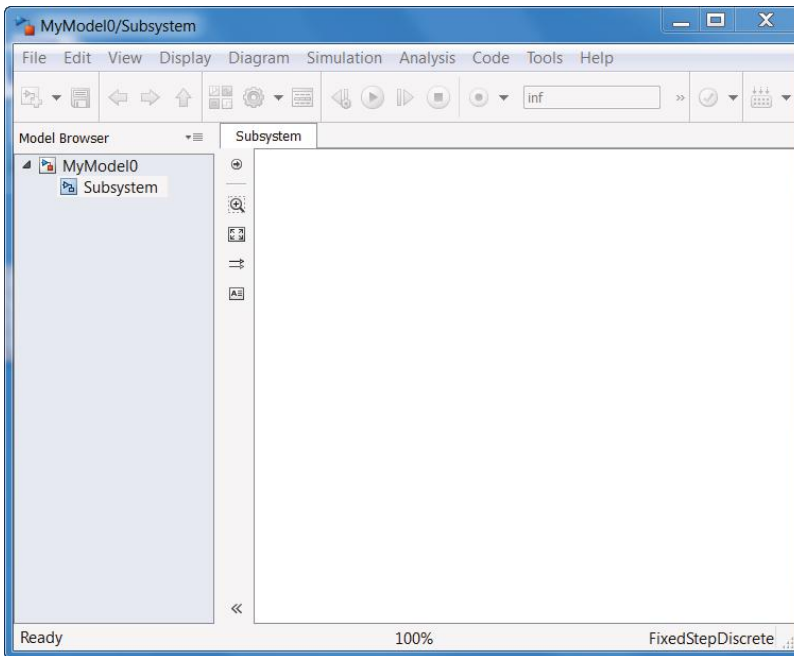 MyModel0/Subsystem
File Edit View Display Diagram Simulation Analysis Code Tools Help
inf
Model Browser
Subsystem
MyModel0
Subsystem
Ready 100% FixedStepDiscrete